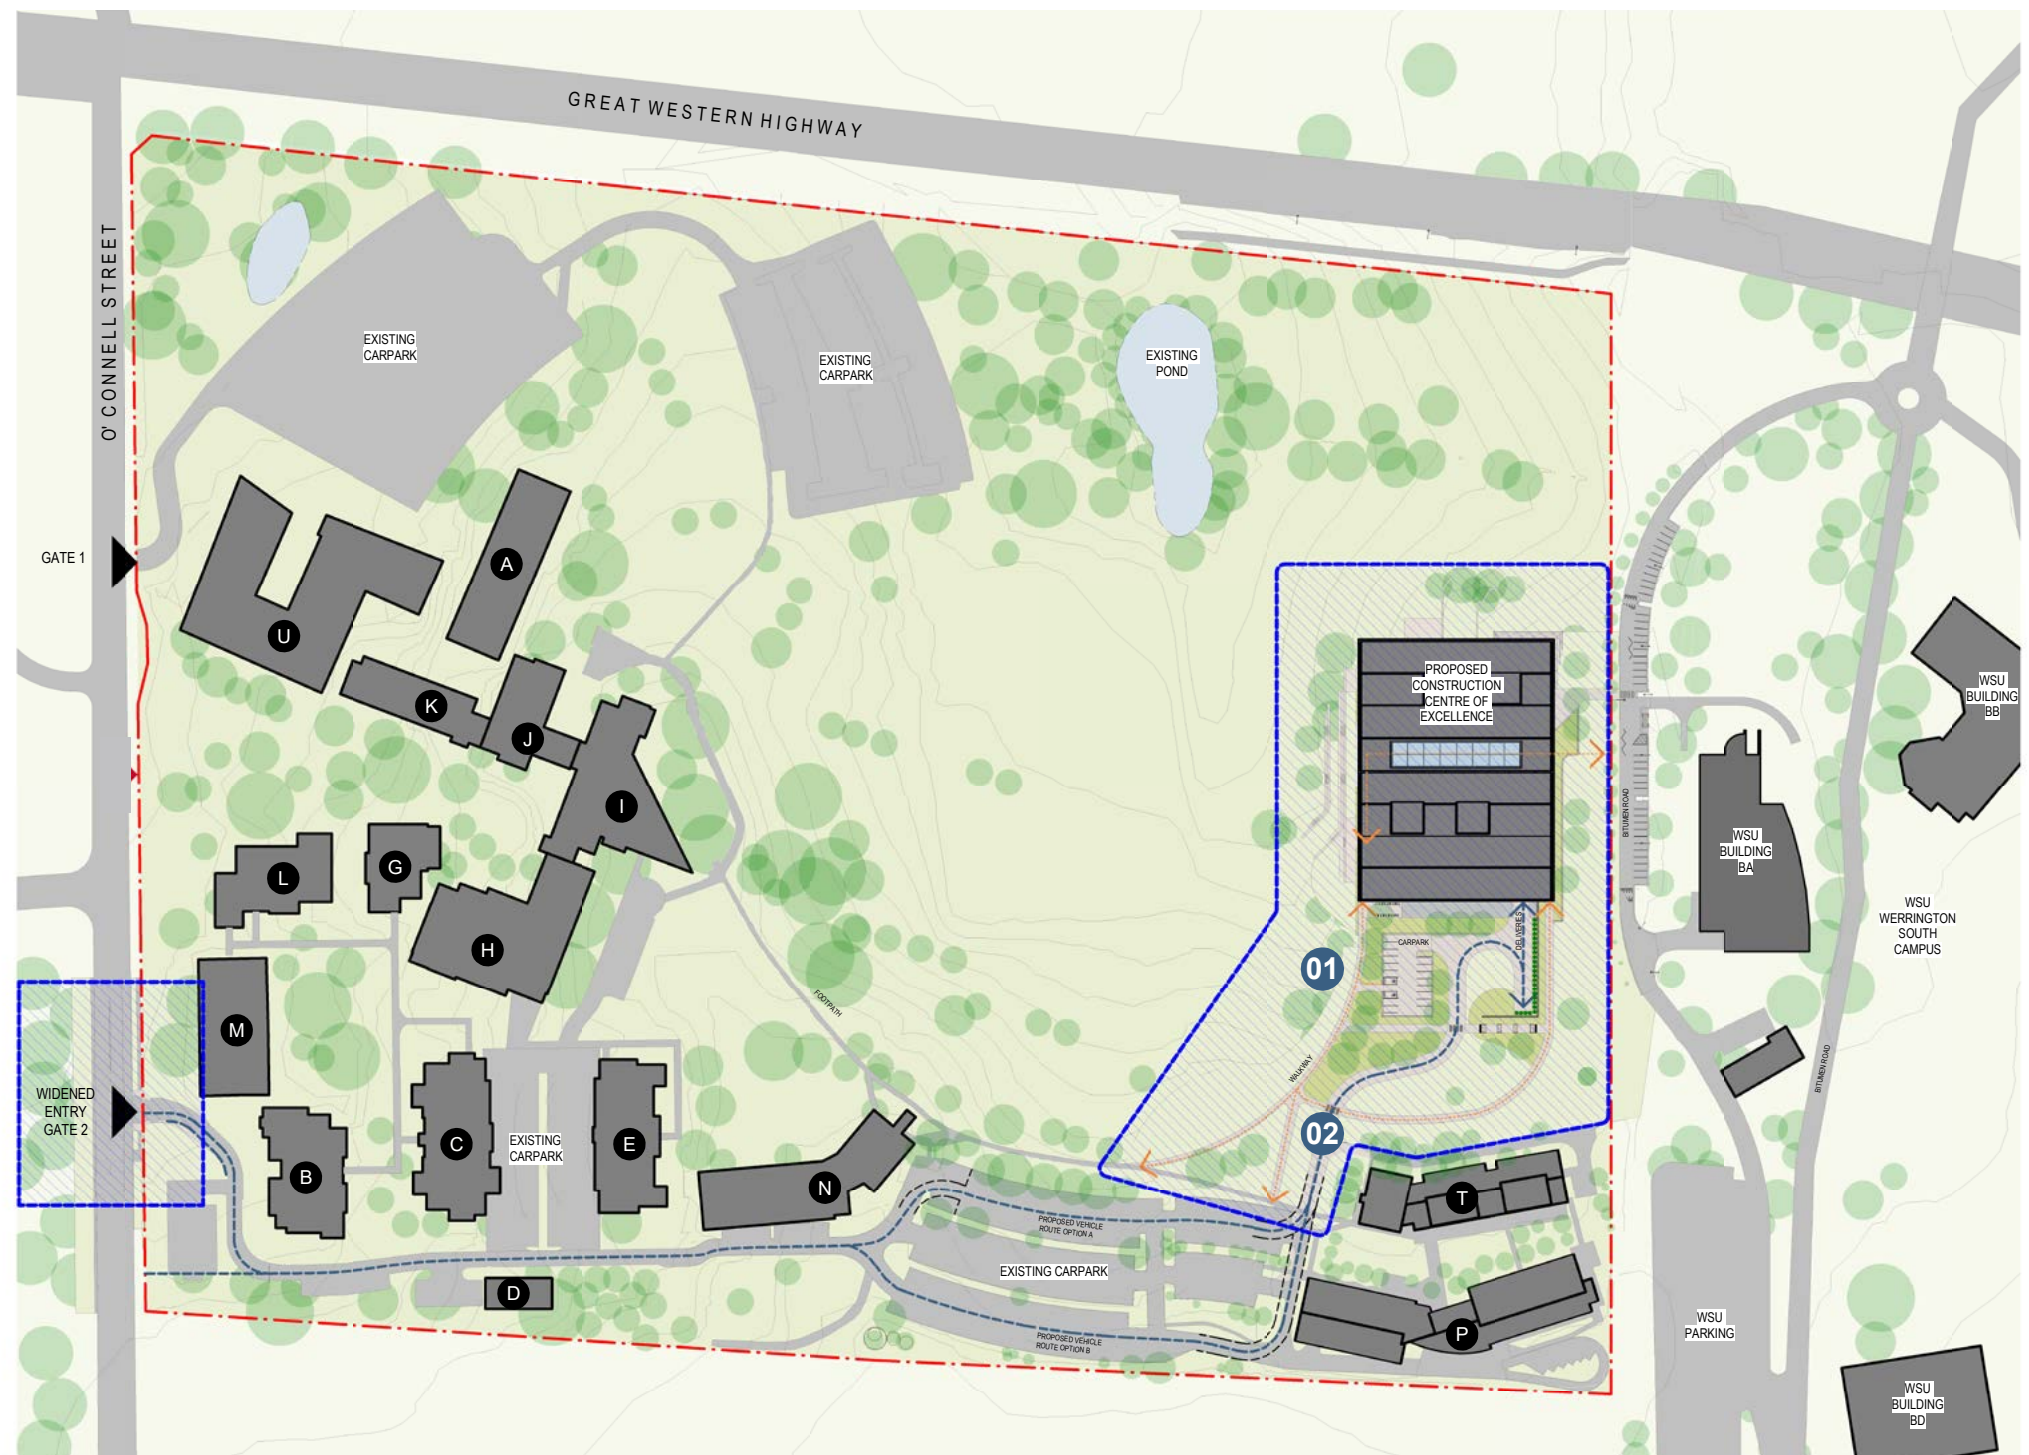 GREAT WESTERN HIGHWAY
O' CONNELL STREET
EXISTING
CARPARK
EXISTING
CARPARK
EXISTING
POND
GATE 1
A
U
K
J
I
L
G
H
M
PROPOSED
CONSTRUCTION
CENTRE OF
EXCELLENCE
WSU
BUILDING
BB
BITUMEN ROAD
WSU
BUILDING
BA
WSU
WERRINGTON
SOUTH
CAMPUS
DELIVERIES
CARPARK
01
FOOTPATH
WALKWAY
BITUMEN ROAD
WIDENED
ENTRY
GATE 2
02
B
C
EXISTING
CARPARK
E
N
T
PROPOSED VEHICLE
ROUTE OPTION A
EXISTING CARPARK
D
PROPOSED VEHICLE
ROUTE OPTION B
P
WSU
PARKING
WSU
BUILDING
BD